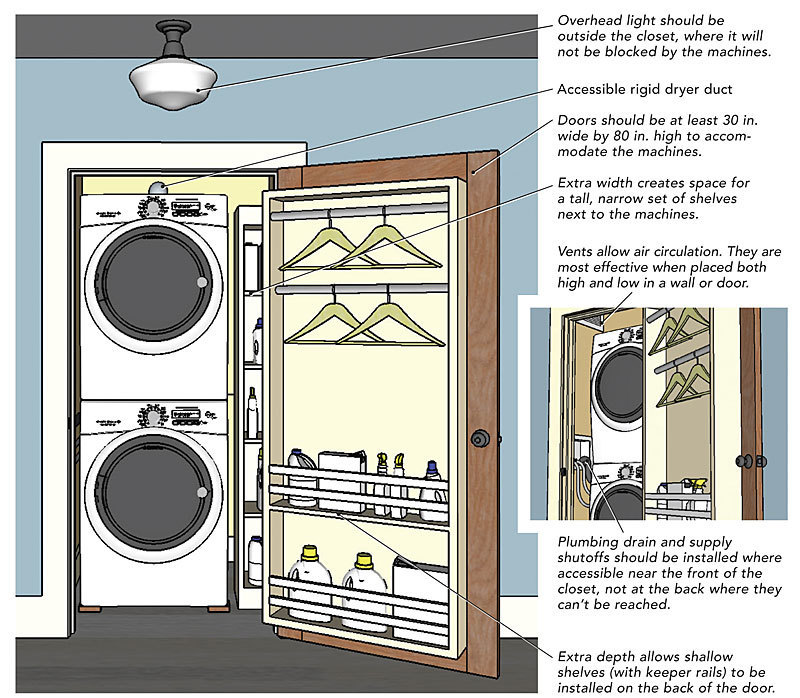 Overhead light should be
outside the closet, where it will
not be blocked by the machines.
Accessible rigid dryer duct
Doors should be at least 30 in.
wide by 80 in. high to accom-
modate the machines.
Extra width creates space for
a tall, narrow set of shelves
next to the machines.
Vents allow air circulation. They are
most effective when placed both
high and low in a wall or door.
Plumbing drain and supply
shutoffs should be installed where
accessible near the front of the
closet, not at the back where they
can't be reached.
Extra depth allows shallow
shelves (with keeper rails) to be
installed on the back of the door.